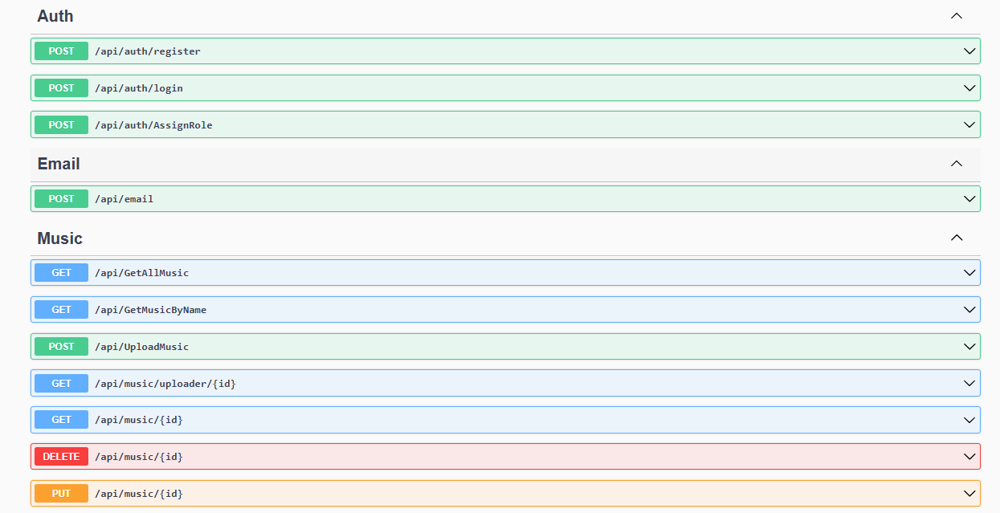 Auth
POST /api/auth/register
POST /api/auth/login
POST /api/auth/AssignRole
Email
POST /api/email
Music
GET /api/GetAllMusic
GET /api/GetMusicByName
POST /api/UploadMusic
GET /api/music/uploader/{id}
GET /api/music/{id}
DELETE /api/music/{id}
PUT /api/music/{id}